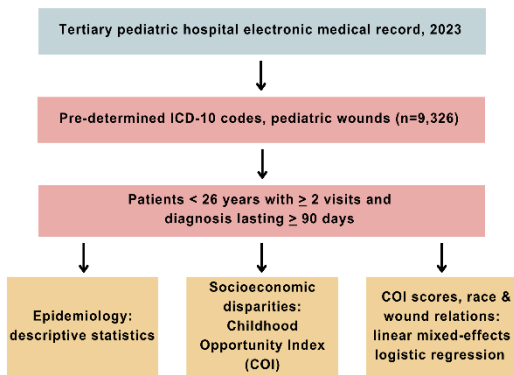 Tertiary pediatric hospital electronic medical record, 2023
Pre-determined ICD-10 codes, pediatric wounds (n=9,326)
Patients < 26 years with ≥ 2 visits and
diagnosis lasting ≥ 90 days
Epidemiology:
descriptive statistics
Socioeconomic
disparities:
Childhood
Opportunity Index
(COI)
COI scores, race &
wound relations:
linear mixed-effects
logistic regression